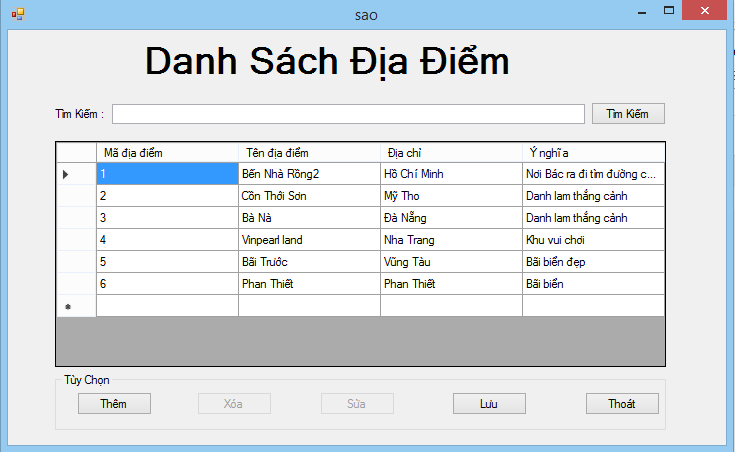 sao
Danh Sách Địa Điểm
Tìm Kiếm : Tìm Kiếm
Mã địa điểm Tên địa điểm Địa chỉ Ý nghĩa
1 Bến Nhà Rồng2 Hồ Chí Minh Nơi Bác ra đi tìm đường c...
2 Cồn Thới Sơn Mỹ Tho Danh lam thắng cảnh
3 Bà Nà Đà Nẵng Danh lam thắng cảnh
4 Vinpearl land Nha Trang Khu vui chơi
5 Bãi Trước Vũng Tàu Bãi biển đẹp
6 Phan Thiết Phan Thiết Bãi biển
Tùy Chọn
Thêm Xóa Sửa Lưu Thoát